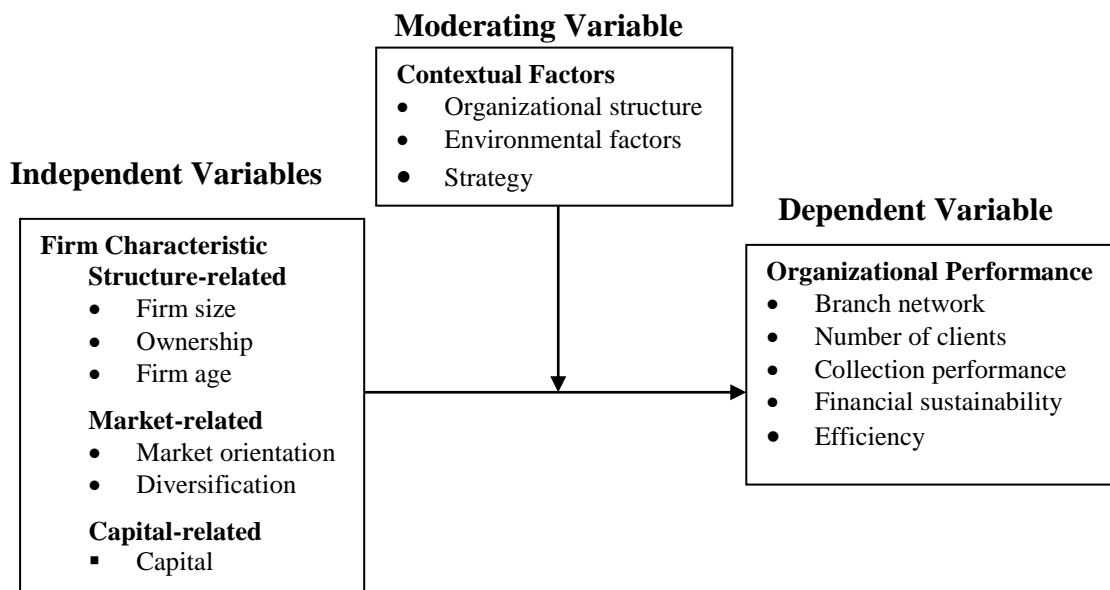 Moderating Variable
Contextual Factors
• Organizational structure
• Environmental factors
• Strategy
Independent Variables
Firm Characteristic
Structure-related
• Firm size
• Ownership
• Firm age
Market-related
• Market orientation
• Diversification
Capital-related
▪ Capital
Dependent Variable
Organizational Performance
• Branch network
• Number of clients
• Collection performance
• Financial sustainability
• Efficiency